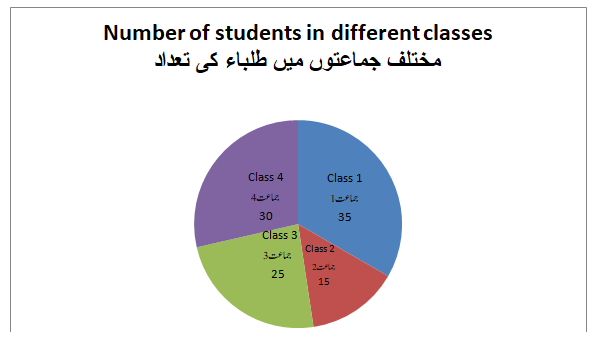 Number of students in different classes
مختلف جماعتوں میں طلباء کی تعداد
Class 1
جماعت1
35
Class 2
جماعت2
15
Class 3
جماعت3
25
Class 4
جماعت4
30